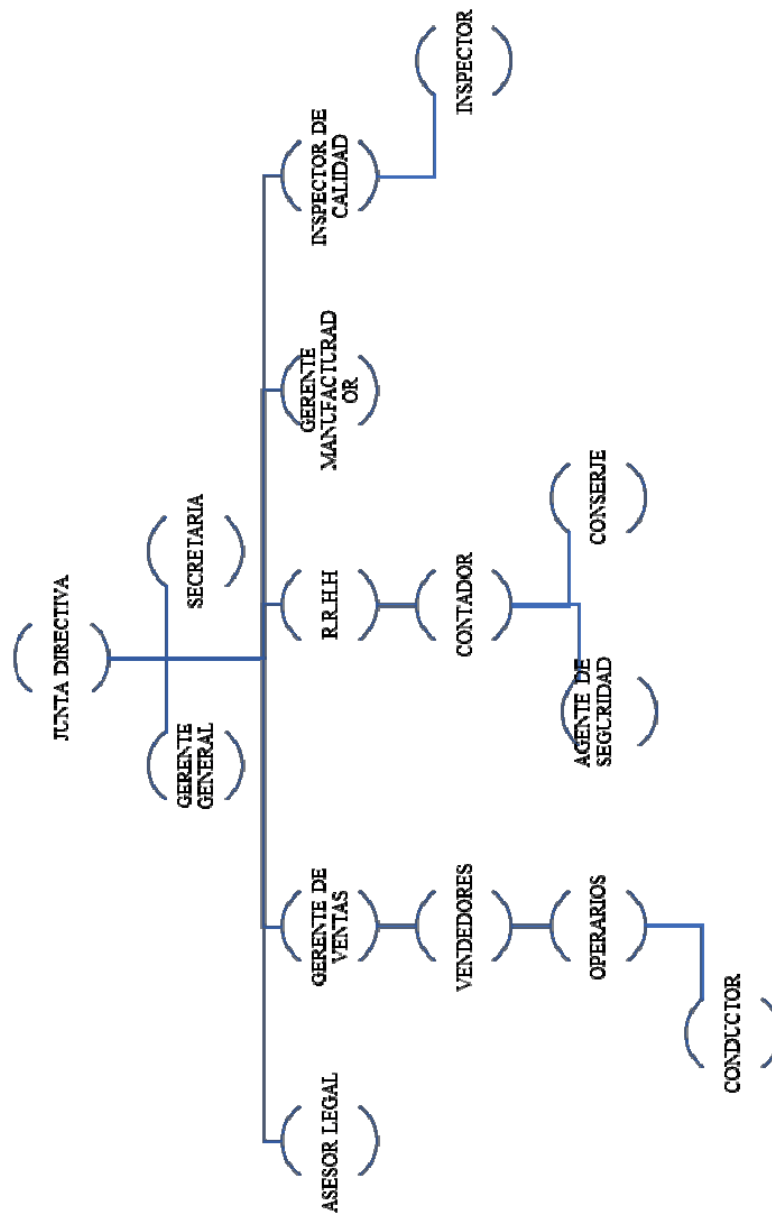 JUNTA DIRECTIVA
GERENTE
GENERAL
SECRETARIA
ASESOR LEGAL
GERENTE DE
VENTAS
R.R.H.H
GERENTE
MANUFACTURAD
OR
INSPECTOR DE
CALIDAD
VENDEDORES
CONTADOR
INSPECTOR
OPERARIOS
AGENTE DE
SEGURIDAD
CONSERJE
CONDUCTOR